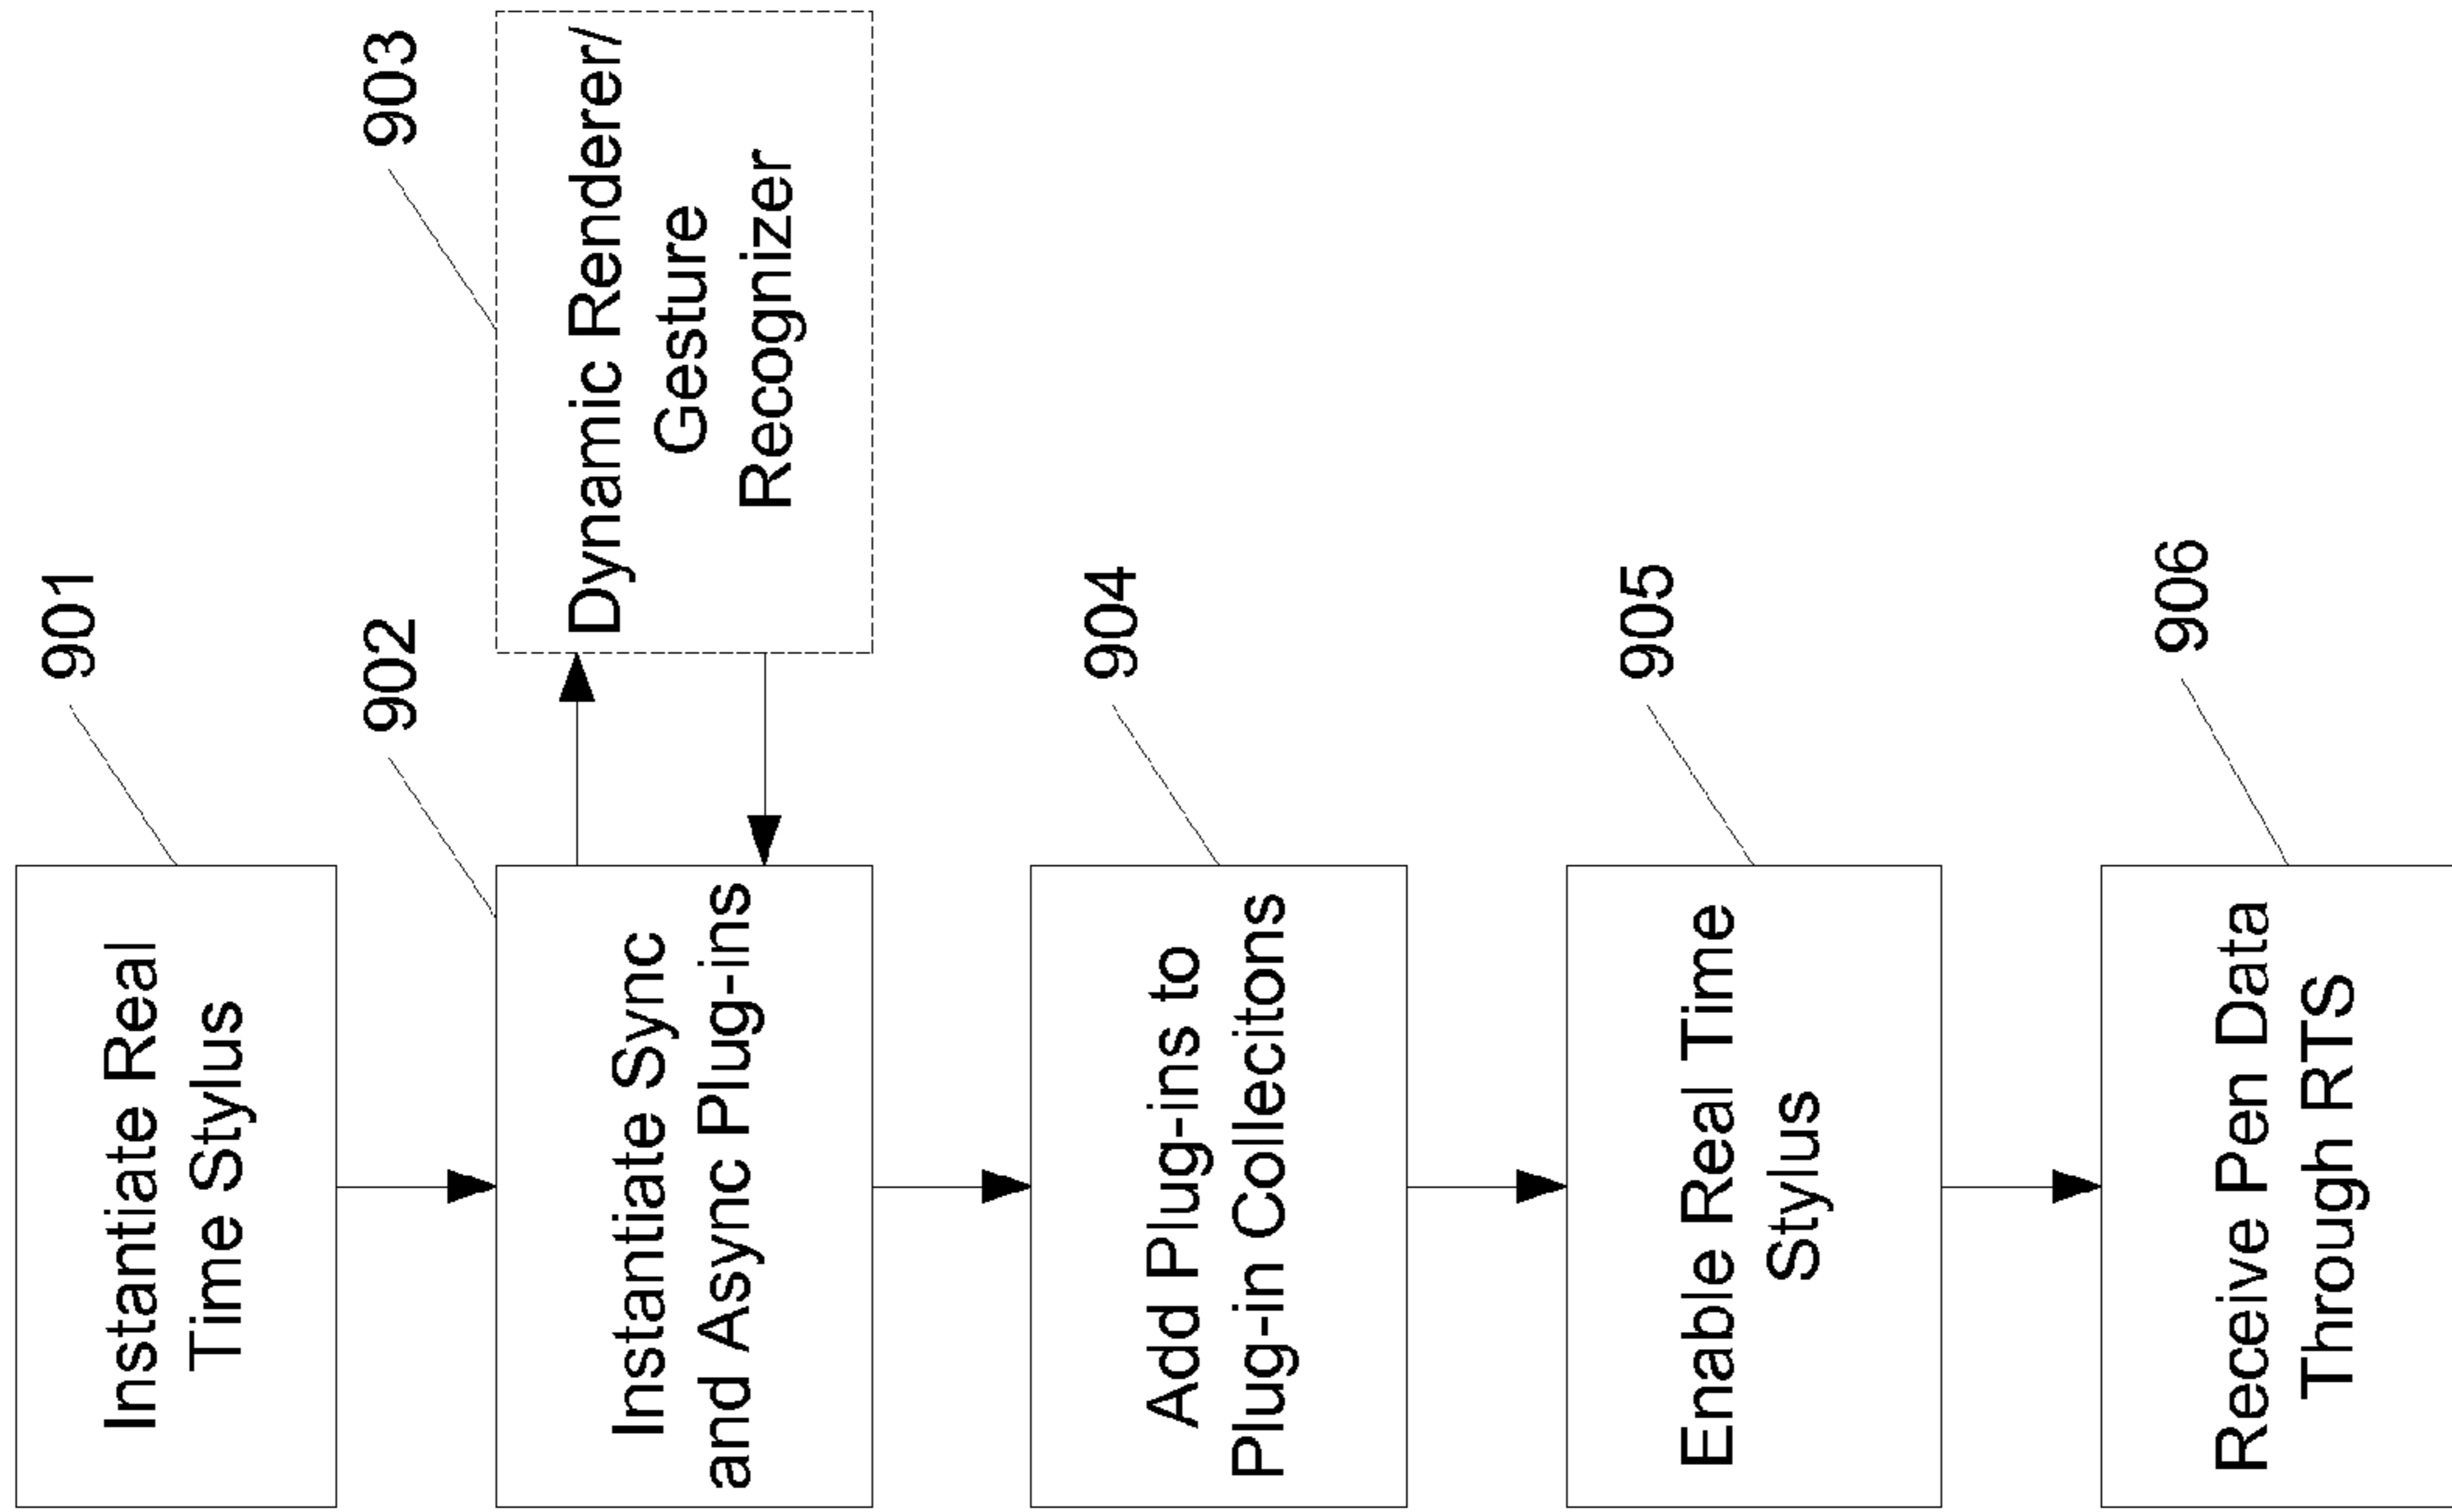 901
Instantiate Real
Time Stylus
902
Instantiate Sync
and Async Plug-ins
903
Dynamic Renderer/
Gesture
Recognizer
904
Add Plug-ins to
Plug-in Collecitons
905
Enable Real Time
Stylus
906
Receive Pen Data
Through RTS